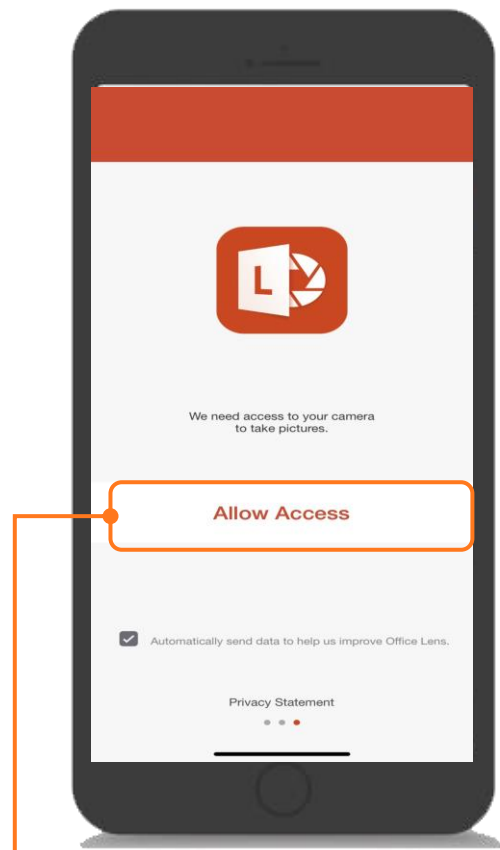 L
We need access to your camera
to take pictures.
Allow Access
Automatically send data to help us improve Office Lens.
Privacy Statement